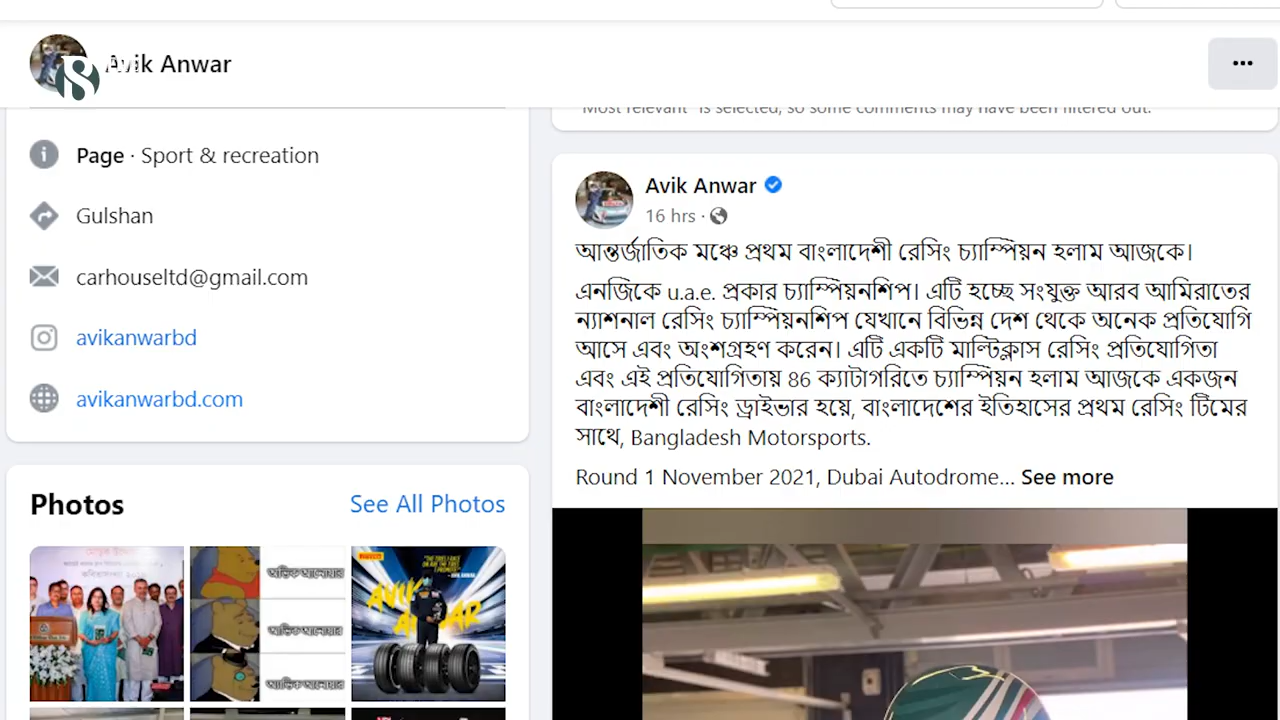 Avik Anwar
Page · Sport & recreation
Gulshan
carhouseltd@gmail.com
avikanwarbd
avikanwarbd.com
Photos
See All Photos
"Most relevant" is selected, so some comments may have been filtered out.
Avik Anwar
16 hrs ·
আন্তর্জাতিক মঞ্চে প্রথম বাংলাদেশী রেসিং চ্যাম্পিয়ন হলাম আজকে।
এনজিকে u.a.e. প্রকার চ্যাম্পিয়নশিপ। এটি হচ্ছে সংযুক্ত আরব আমিরাতের
ন্যাশনাল রেসিং চ্যাম্পিয়নশিপ যেখানে বিভিন্ন দেশ থেকে অনেক প্রতিযোগি
আসে এবং অংশগ্রহণ করেন। এটি একটি মাল্টিক্লাস রেসিং প্রতিযোগিতা
এবং এই প্রতিযোগিতায় 86 ক্যাটাগরিতে চ্যাম্পিয়ন হলাম আজকে একজন
বাংলাদেশী রেসিং ড্রাইভার হয়ে, বাংলাদেশের ইতিহাসের প্রথম রেসিং টিমের
সাথে, Bangladesh Motorsports.
Round 1 November 2021, Dubai Autodrome... See more
অভিক আনোয়ার
AVIK